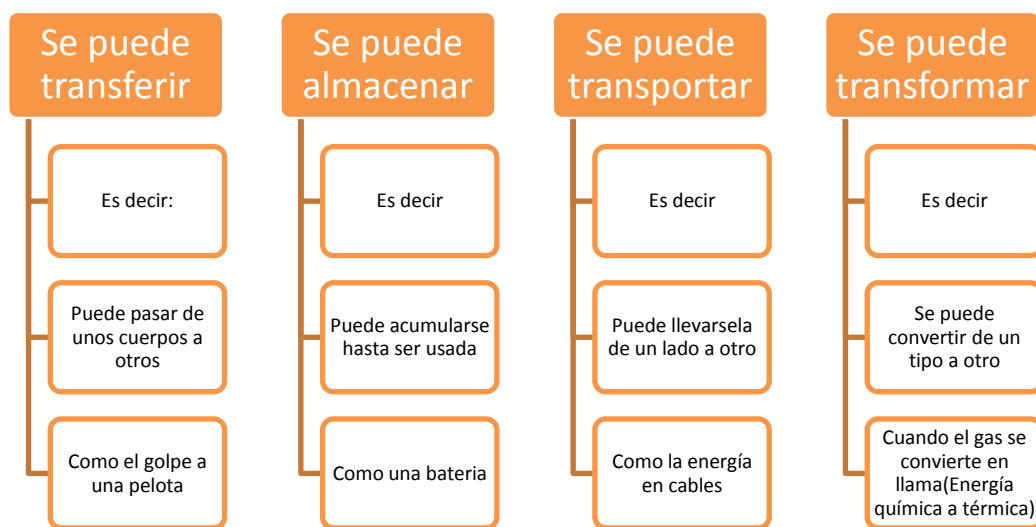 Se puede
transferir
Es decir:
Puede pasar de
unos cuerpos a
otros
Como el golpe a
una pelota
Se puede
almacenar
Es decir
Puede acumularse
hasta ser usada
Como una bateria
Se puede
transportar
Es decir
Puede llevarsela
de un lado a otro
Como la energía
en cables
Se puede
transformar
Es decir
Se puede
convertir de un
tipo a otro
Cuando el gas se
convierte en
llama(Energía
química a térmica)